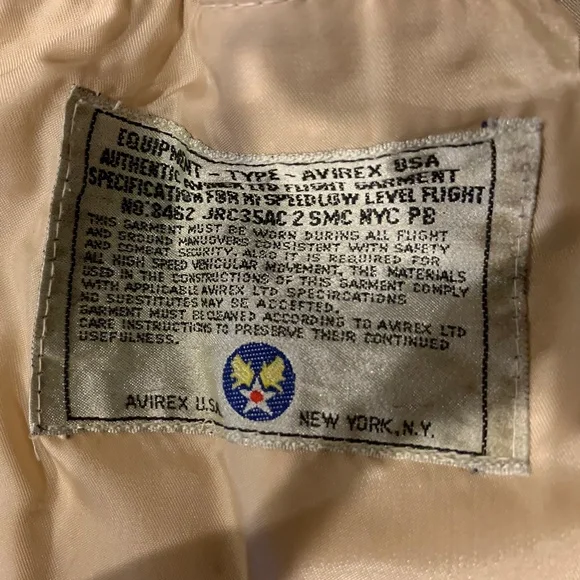 EQUIPMENT - TYPE - AVIREX USA
AUTHENTIC AVIREX LTD FLIGHT GARMENT
SPECIFICATION FOR HI SPEED LOW LEVEL FLIGHT
NO. 8462 JRC35AC 2 SMC NYC PB
THIS GARMENT MUST BE WORN DURING ALL FLIGHT
AND GROUND MANUOVERS CONSISTENT WITH SAFETY
AND COMBAT SECURITY. ALSO IT IS REQUIRED FOR
ALL HIGH SPEED VEHICULAR MOVEMENT. THE MATERIALS
USED IN THE CONSTRUCTIONS OF THIS GARMENT COMPLY
WITH APPLICABLE AVIREX LTD SPECIFICATIONS
NO SUBSTITUTES MAY BE ACCEPTED.
GARMENT MUST BE CLEANED ACCORDING TO AVIREX LTD
CARE INSTRUCTIONS TO PRESERVE THEIR CONTINUED
USEFULNESS.
AVIREX U.S.A
NEW YORK, N.Y.